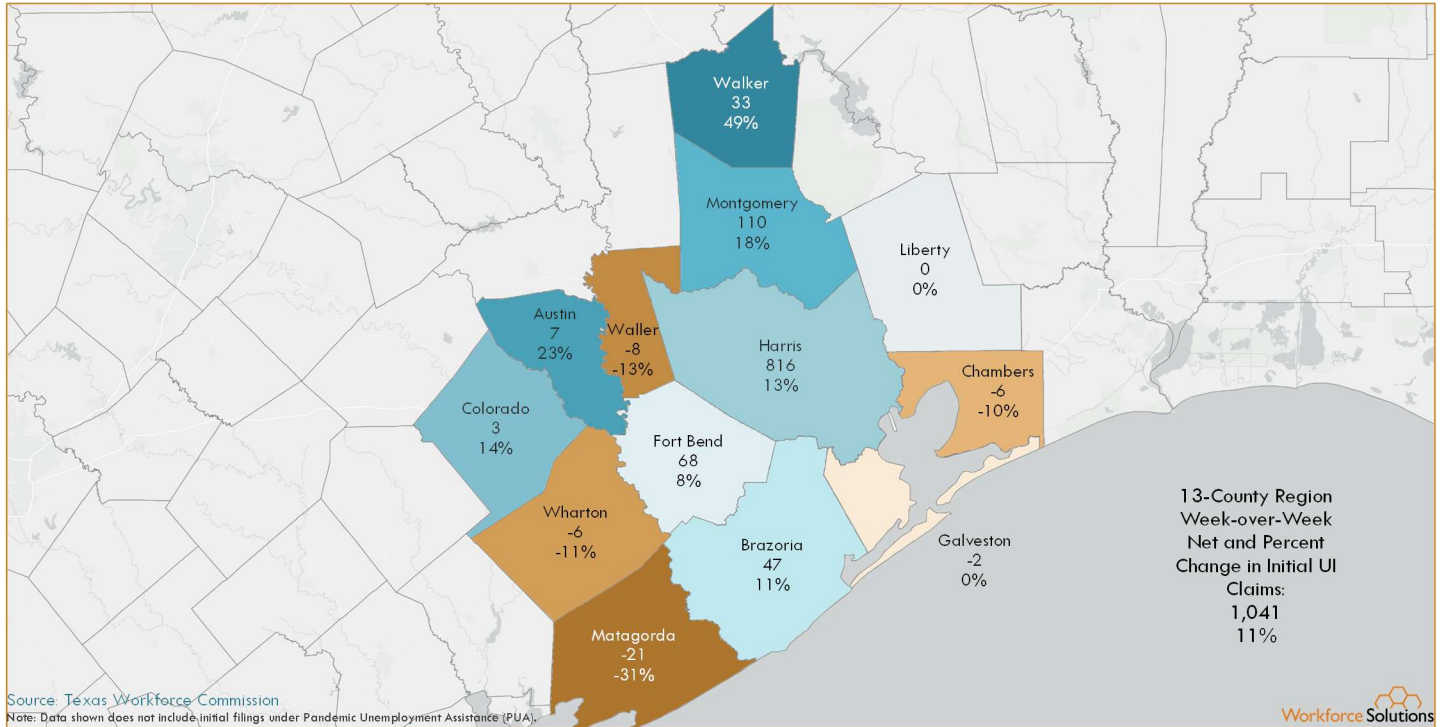 Walker
33
49%
Montgomery
110
18%
Liberty
0
0%
Austin
7
23%
Waller
-8
-13%
Harris
816
13%
Chambers
-6
-10%
Colorado
3
14%
Fort Bend
68
8%
Wharton
-6
-11%
Brazoria
47
11%
Galveston
-2
0%
Matagorda
-21
-31%
13-County Region
Week-over-Week
Net and Percent
Change in Initial UI
Claims:
1,041
11%
Source: Texas Workforce Commission
Note: Data shown does not include initial filings under Pandemic Unemployment Assistance (PUA).
Workforce Solutions